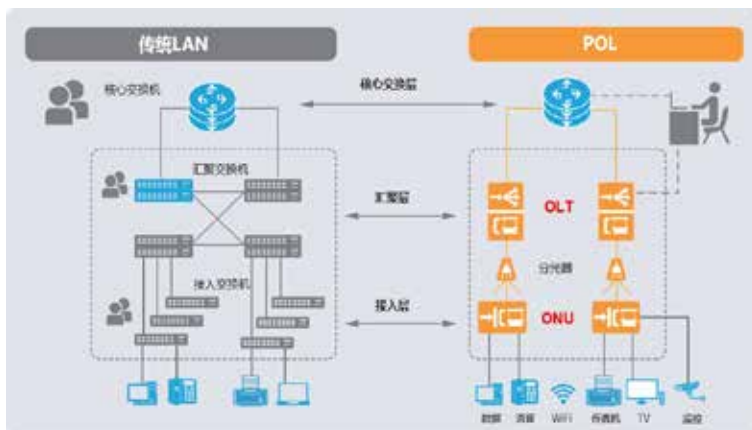 传统LAN
POL
核心交换机
核心交换层
汇聚交换机
汇聚层
OLT
分光器
接入交换机
接入层
ONU
数据
语音
WiFi
传真机
TV
监控